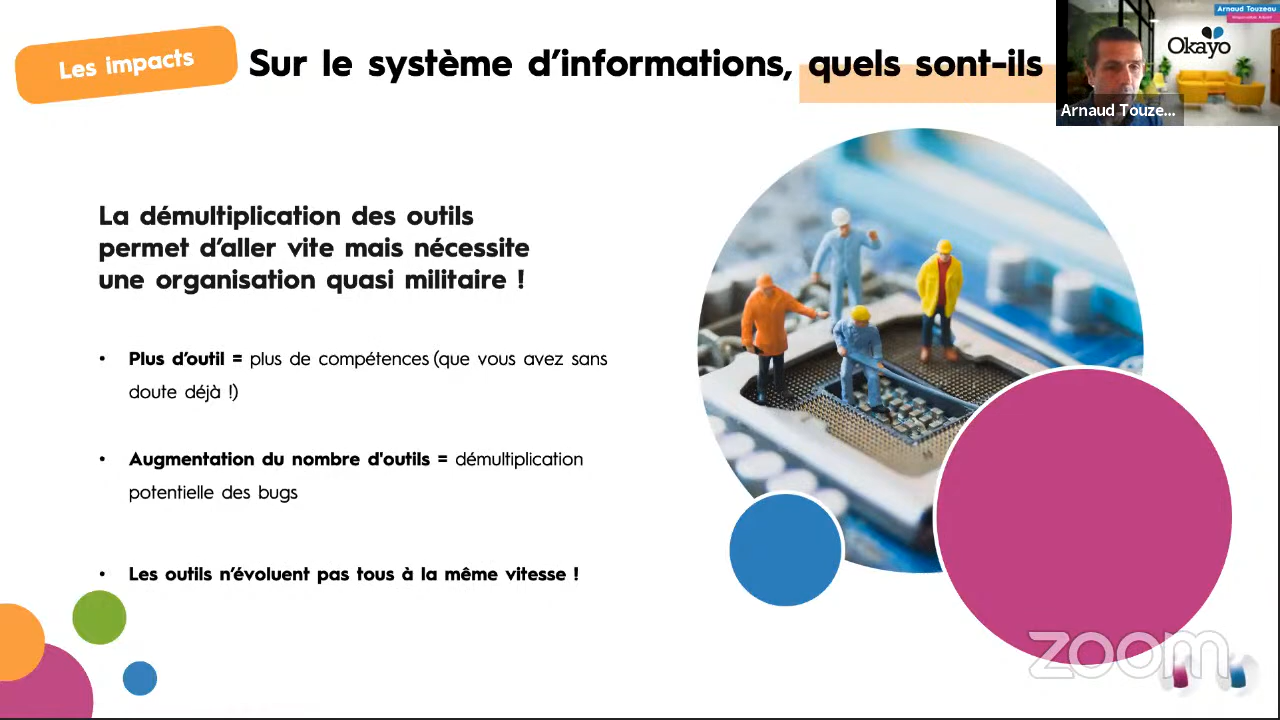 Les impacts
Sur le système d’informations, quels sont-ils
Arnaud Touzeau
Okayo
Arnaud Touze...
La démultiplication des outils
permet d’aller vite mais nécessite
une organisation quasi militaire !
• Plus d’outil = plus de compétences (que vous avez sans
doute déjà !)
• Augmentation du nombre d'outils = démultiplication
potentielle des bugs
• Les outils n’évoluent pas tous à la même vitesse !
zoom